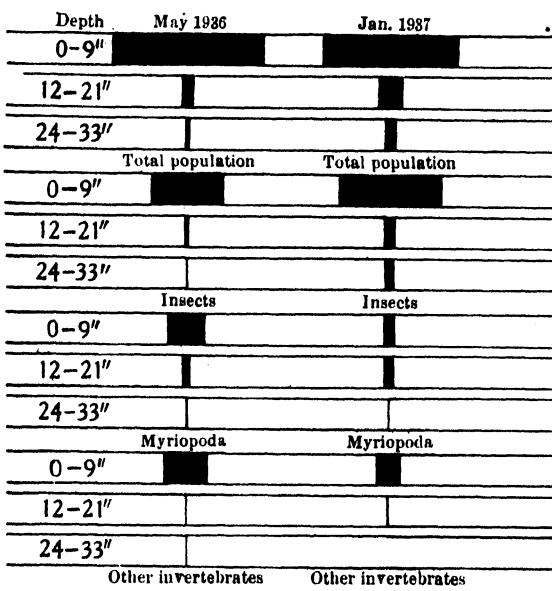 Depth May 1936 Jan. 1937
0-9"
12-21"
24-33"
Total population Total population
0-9"
12-21"
24-33"
Insects Insects
0-9"
12-21"
24-33"
Myriopoda Myriopoda
0-9"
12-21"
24-33"
Other invertebrates Other invertebrates